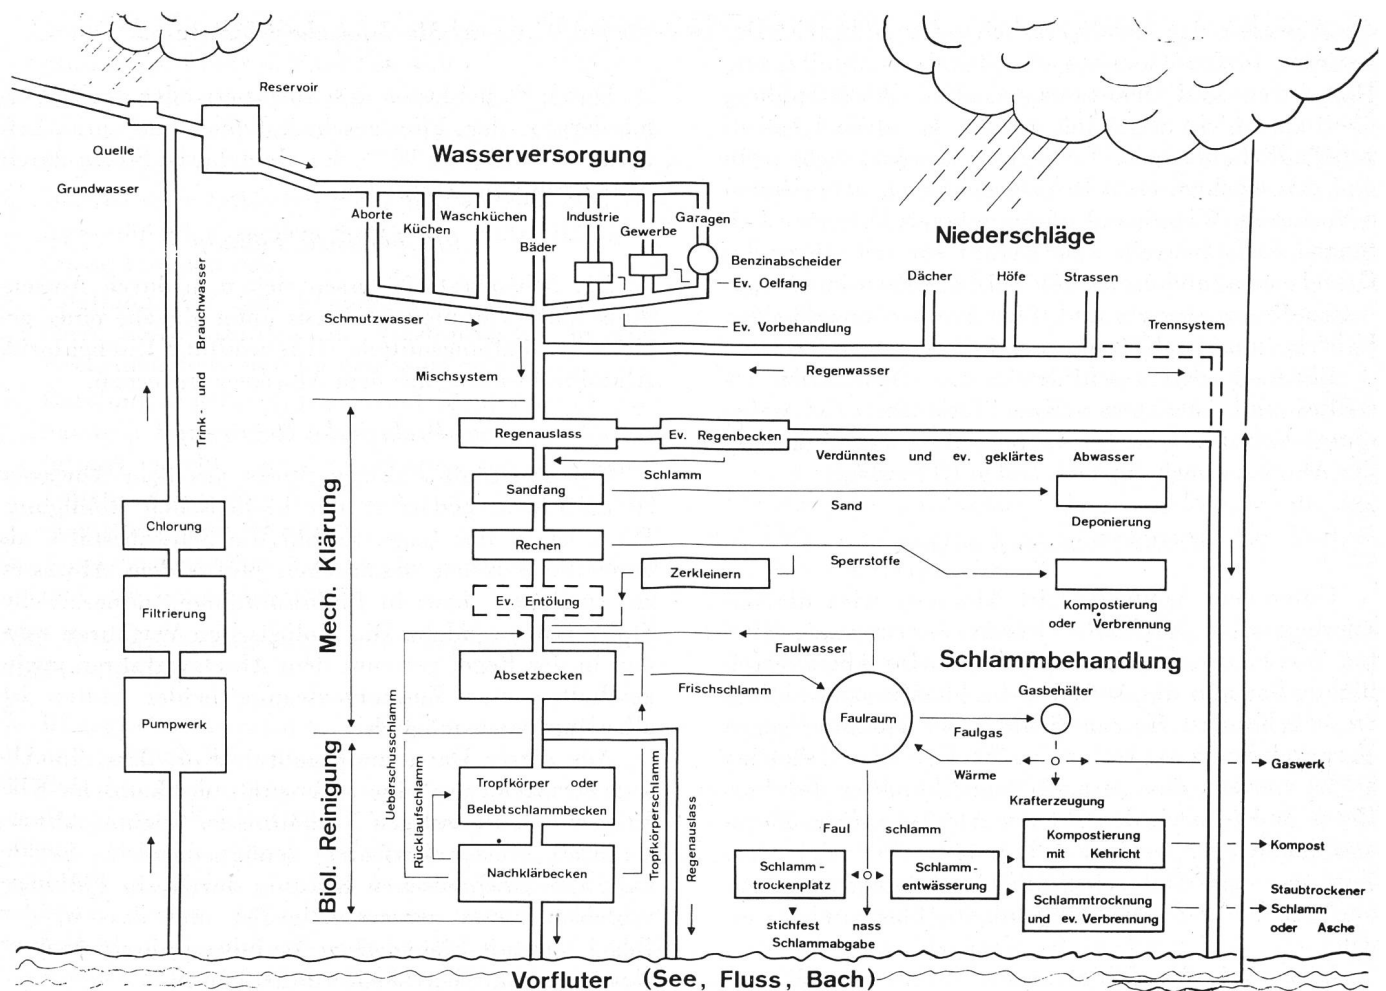 Reservoir
Quelle
Grundwasser
Trink- und Brauchwasser
Chlorung
Filtrierung
Pumpwerk
Wasserversorgung
Aborte
Küchen
Waschküchen
Bäder
Industrie
Gewerbe
Garagen
Benzinabscheider
Ev. Oelfang
Ev. Vorbehandlung
Schmutzwasser
Mischsystem
Niederschläge
Dächer
Höfe
Strassen
Trennsystem
Regenwasser
Mech. Klärung
Biol. Reinigung
Regenauslass
Ev. Regenbecken
Verdünntes und ev. geklärtes Abwasser
Schlamm
Sandfang
Sand
Deponierung
Rechen
Zerkleinern
Sperrstoffe
Kompostierung
oder Verbrennung
Ev. Entölung
Faulwasser
Schlammbehandlung
Absetzbecken
Frischschlamm
Faulraum
Gasbehälter
Faulgas
Wärme
Krafterzeugung
Gaswerk
Ueberschusschlamm
Rücklaufschlamm
Tropfkörper oder
Belebtschlammbecken
Nachklärbecken
Tropfkörperschlamm
Regenauslass
Faul schlamm
Schlamm-
trockenplatz
Schlamm-
entwässerung
Kompostierung
mit Kehricht
Kompost
Schlammtrocknung
und ev. Verbrennung
Staubtrockener
Schlamm
oder Asche
stichfest nass
Schlammabgabe
Vorfluter (See, Fluss, Bach)